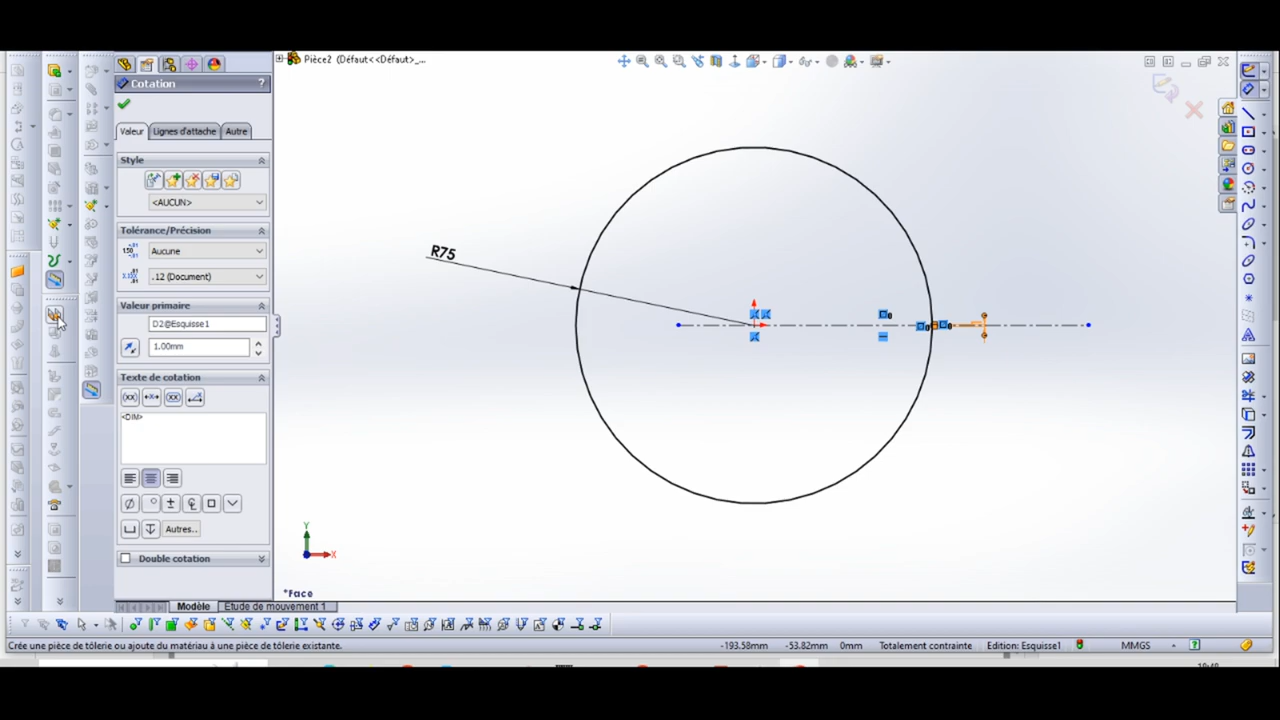 Pièce2 (Défaut<<Défaut>_...
Cotation ?
Valeur Lignes d'attache Autre
Style
<AUCUN>
Tolérance/Précision
Aucune
.12 (Document)
Valeur primaire
D2@Esquisse1
1.00mm
Texte de cotation
<DIM>
Autres..
Double cotation
R75
Y
X
*Face
Modèle Etude de mouvement 1
Crée une pièce de tôlerie ou ajoute du matériau à une pièce de tôlerie existante. -193.58mm -53.82mm 0mm Totalement contrainte Edition: Esquisse1 MMGS